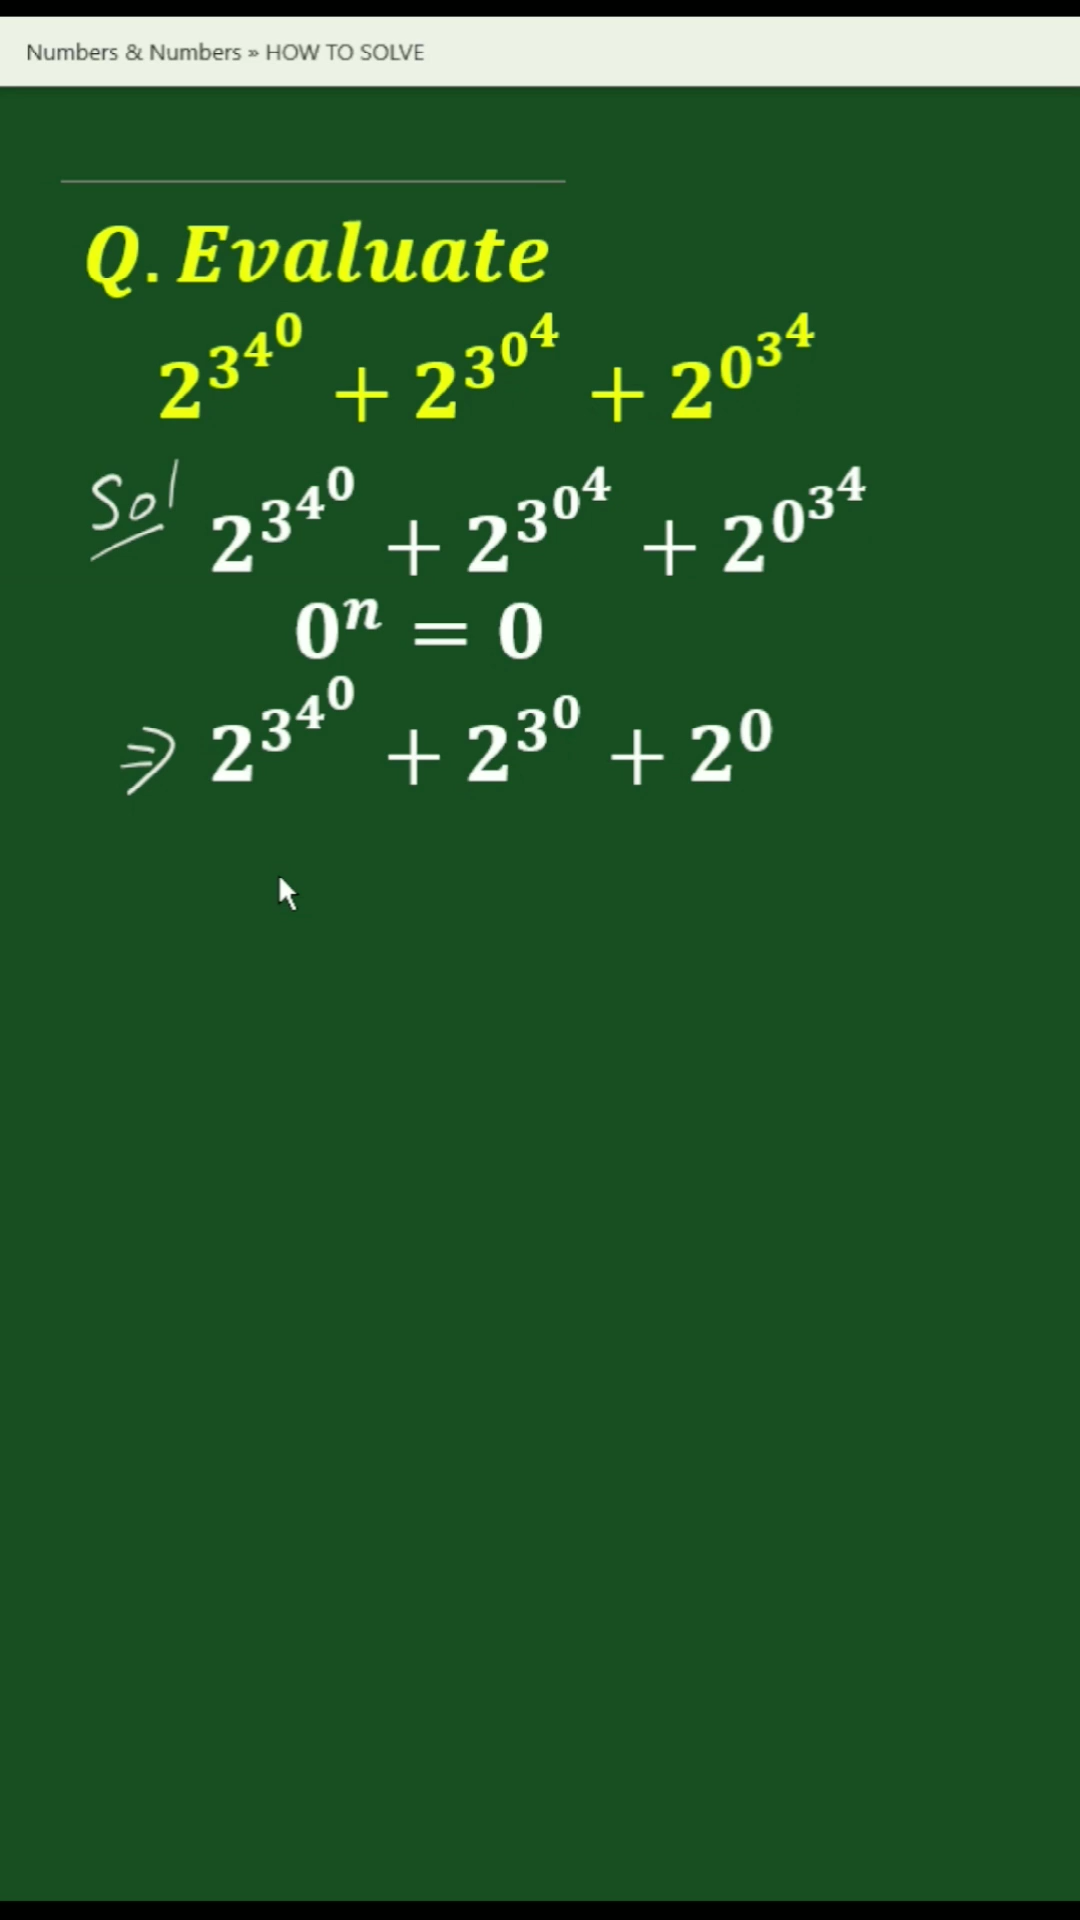 Numbers & Numbers » HOW TO SOLVE
Q. Evaluate
2^{3^{4^{0}}} + 2^{3^{0^{4}}} + 2^{0^{3^{4}}}
Sol 2^{3^{4^{0}}} + 2^{3^{0^{4}}} + 2^{0^{3^{4}}}
0^{n} = 0
⇒ 2^{3^{4^{0}}} + 2^{3^{0}} + 2^{0}